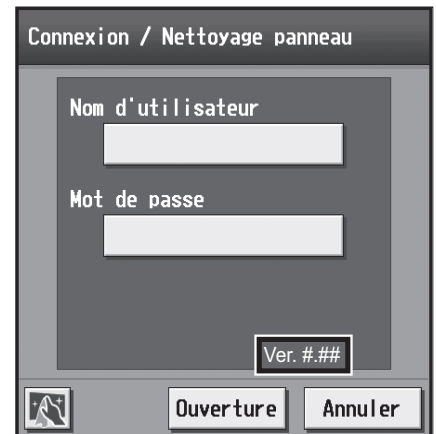 Connexion / Nettoyage panneau
Nom d'utilisateur
Mot de passe
Ver. #.##
Ouverture Annuler